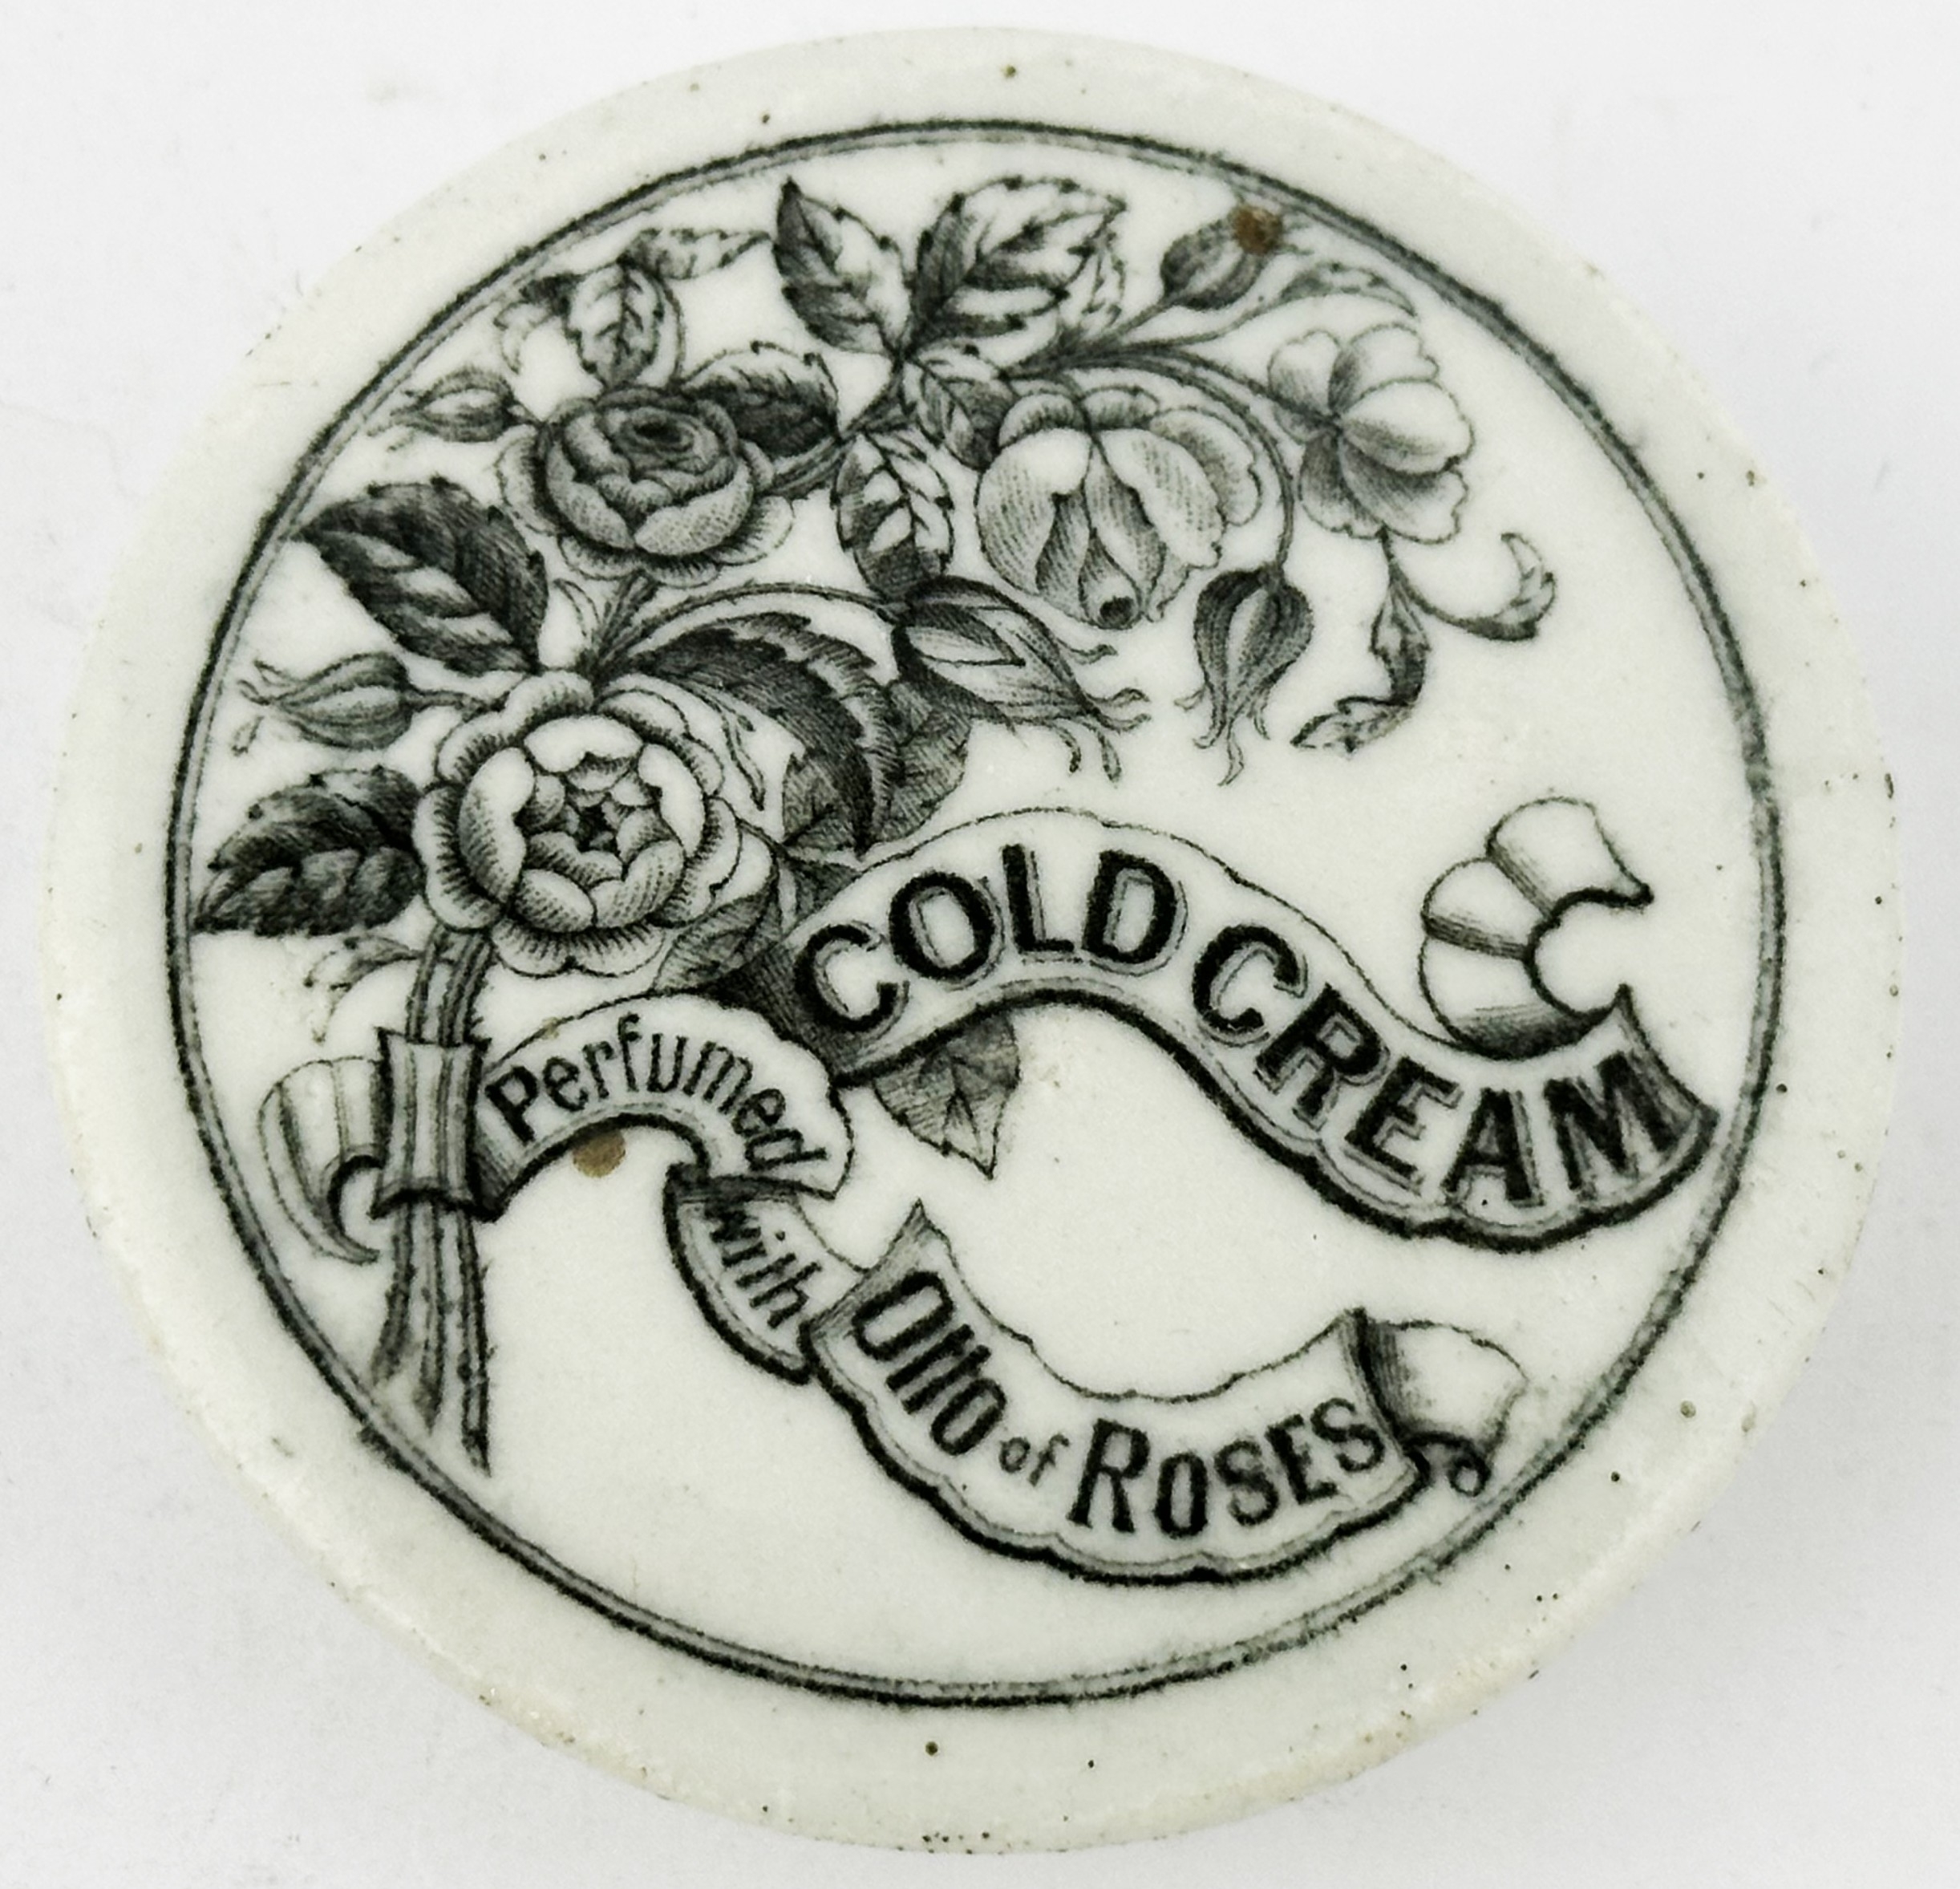 COLD CREAM
Perfumed
with
Otto of ROSES